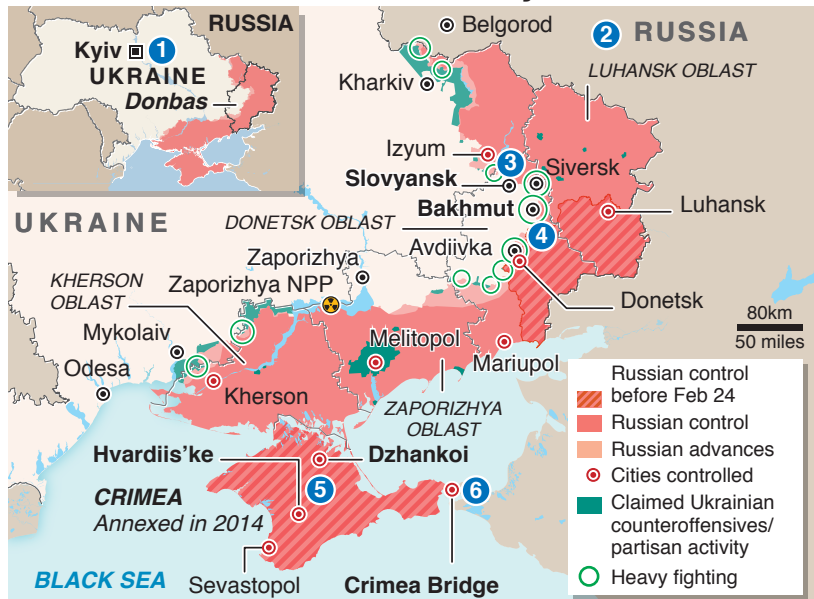 RUSSIA
Kyiv 1
UKRAINE
Donbas
Belgorod
2 RUSSIA
LUHANSK OBLAST
Kharkiv
Izyum
3
Slovyansk
Siversk
Bakhmut
Luhansk
UKRAINE
DONETSK OBLAST
4
Avdiivka
Zaporizhya
KHERSON
OBLAST
Zaporizhya NPP
Donetsk
80km
50 miles
Mykolaiv
Melitopol
Mariupol
Odesa
Kherson
ZAPORIZHYA
OBLAST
Hvardiis'ke
Dzhankoi
CRIMEA
Annexed in 2014
5
6
BLACK SEA
Sevastopol
Crimea Bridge
Russian control
before Feb 24
Russian control
Russian advances
Cities controlled
Claimed Ukrainian
counteroffensives/
partisan activity
Heavy fighting